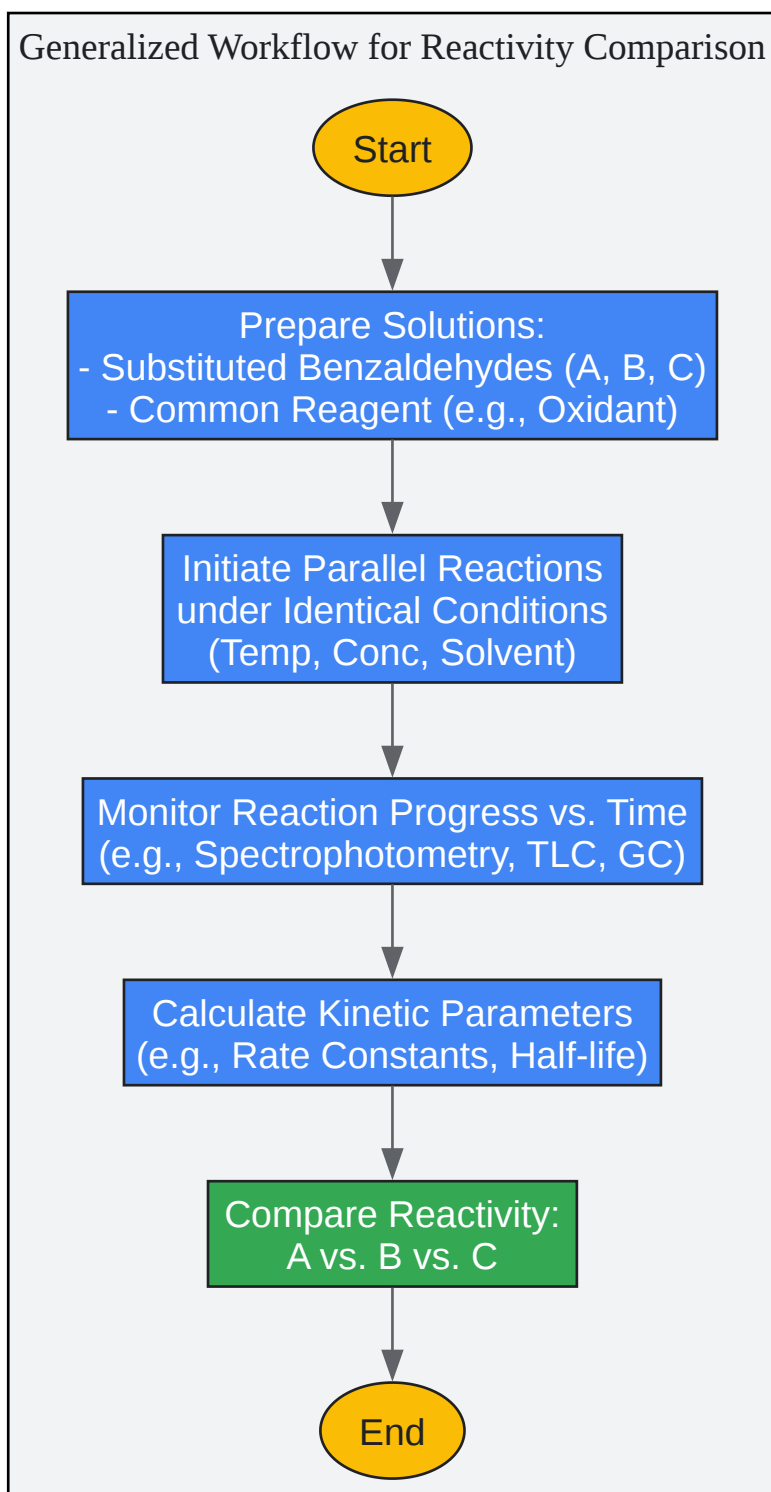 Generalized Workflow for Reactivity Comparison
Start
Prepare Solutions:
- Substituted Benzaldehydes (A, B, C)
- Common Reagent (e.g., Oxidant)
Initiate Parallel Reactions
under Identical Conditions
(Temp, Conc, Solvent)
Monitor Reaction Progress vs. Time
(e.g., Spectrophotometry, TLC, GC)
Calculate Kinetic Parameters
(e.g., Rate Constants, Half-life)
Compare Reactivity:
A vs. B vs. C
End